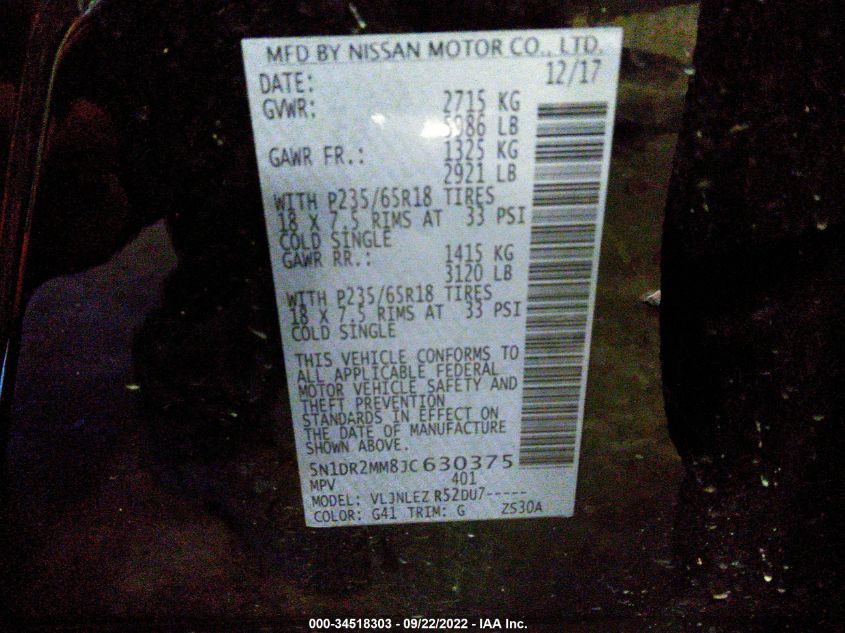 MFD BY NISSAN MOTOR CO., LTD.
DATE: 12/17
GVWR: 2715 KG
5986 LB
GAWR FR.: 1325 KG
2921 LB
WITH P235/65R18 TIRES
18 X 7.5 RIMS AT 33 PSI
COLD SINGLE
GAWR RR.: 1415 KG
3120 LB
WITH P235/65R18 TIRES
18 X 7.5 RIMS AT 33 PSI
COLD SINGLE
THIS VEHICLE CONFORMS TO
ALL APPLICABLE FEDERAL
MOTOR VEHICLE SAFETY AND
THEFT PREVENTION
STANDARDS IN EFFECT ON
THE DATE OF MANUFACTURE
SHOWN ABOVE.
5N1DR2MM8JC630375
MPV 401
MODEL: VL3NLEZ R52DU7-----
COLOR: G41 TRIM: G ZS30A
000-34518303 - 09/22/2022 - IAA Inc.